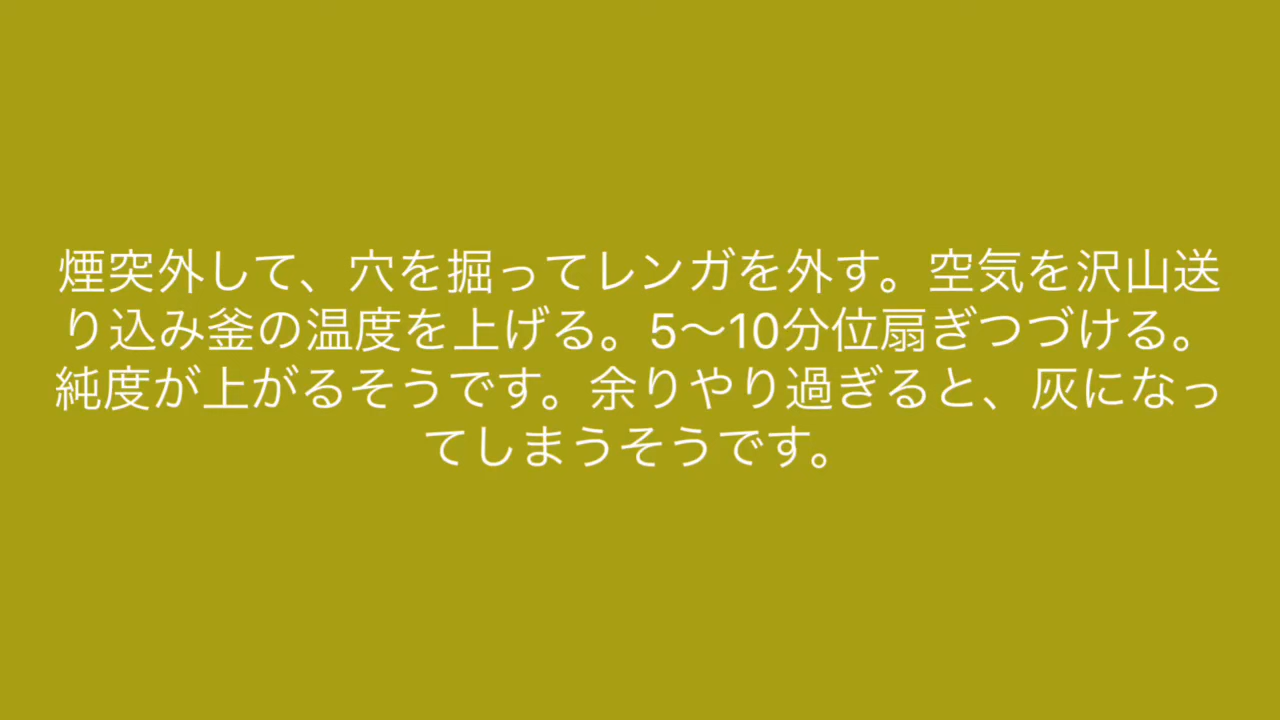 煙突外して、穴を掘ってレンガを外す。空気を沢山送
り込み釜の温度を上げる。5〜10分位扇ぎつづける。
純度が上がるそうです。余りやり過ぎると、灰になっ
てしまうそうです。